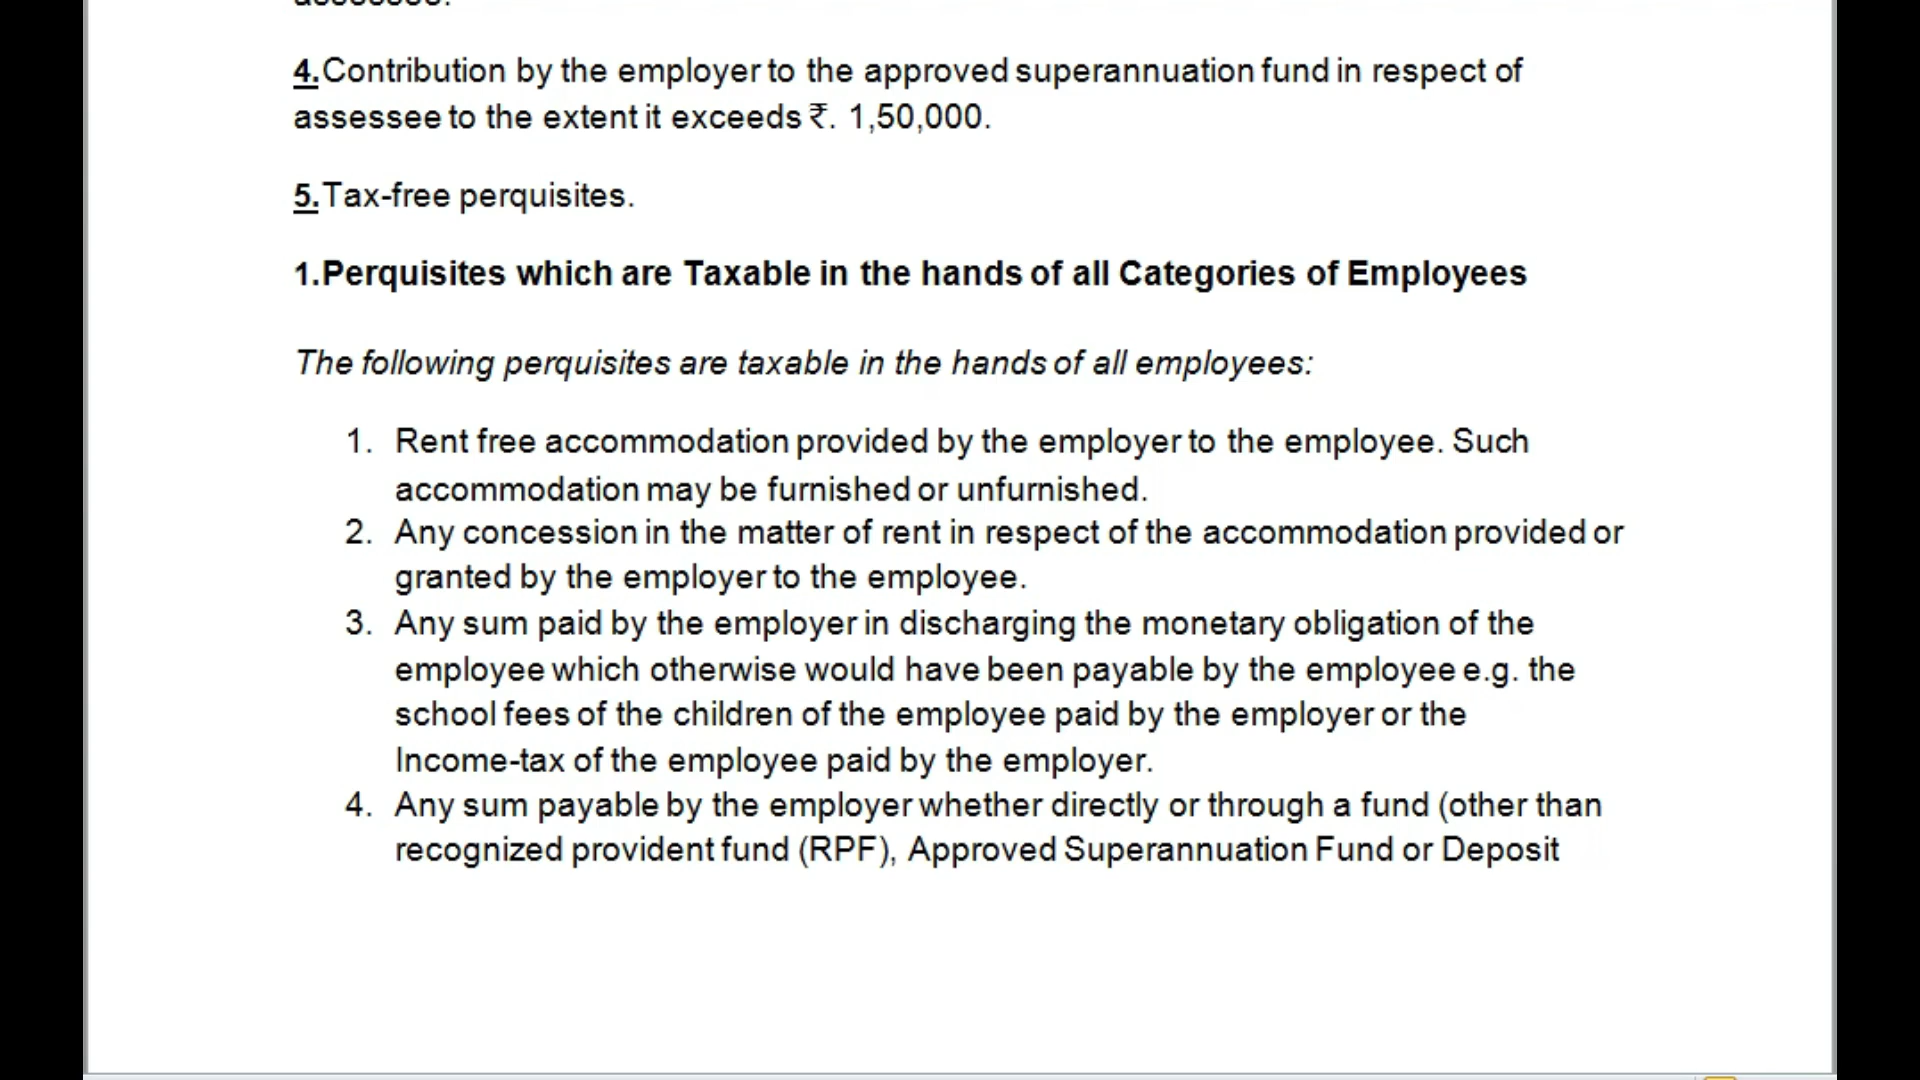 assessee.
4.Contribution by the employer to the approved superannuation fund in respect of
assessee to the extent it exceeds ₹. 1,50,000.
5.Tax-free perquisites.
1.Perquisites which are Taxable in the hands of all Categories of Employees
The following perquisites are taxable in the hands of all employees:
1. Rent free accommodation provided by the employer to the employee. Such
accommodation may be furnished or unfurnished.
2. Any concession in the matter of rent in respect of the accommodation provided or
granted by the employer to the employee.
3. Any sum paid by the employer in discharging the monetary obligation of the
employee which otherwise would have been payable by the employee e.g. the
school fees of the children of the employee paid by the employer or the
Income-tax of the employee paid by the employer.
4. Any sum payable by the employer whether directly or through a fund (other than
recognized provident fund (RPF), Approved Superannuation Fund or Deposit